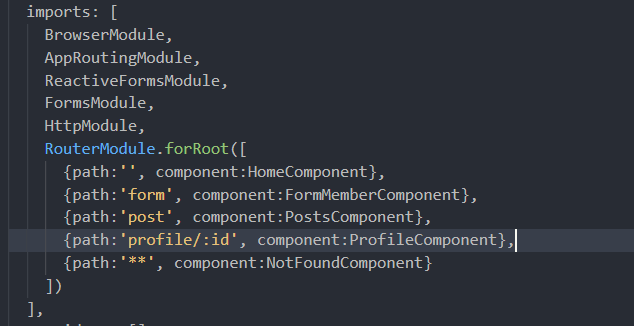 imports: [
BrowserModule,
AppRoutingModule,
ReactiveFormsModule,
FormsModule,
HttpModule,
RouterModule.forRoot([
{path:'', component:HomeComponent},
{path:'form', component:FormMemberComponent},
{path:'post', component:PostsComponent},
{path:'profile/:id', component:ProfileComponent},
{path:'**', component:NotFoundComponent}
])
],